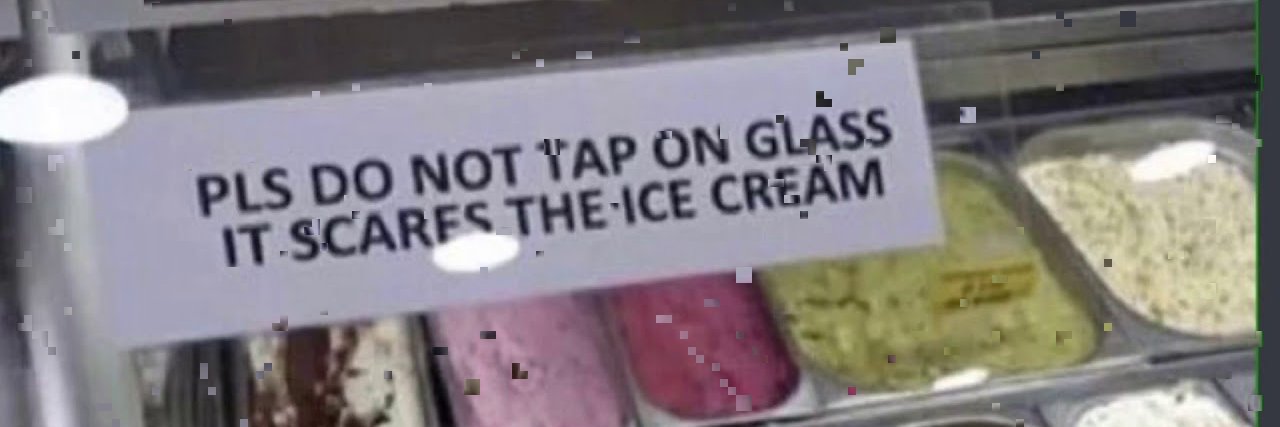 PLS DO NOT TAP ON GLASS
IT SCARES THE ICE CREAM